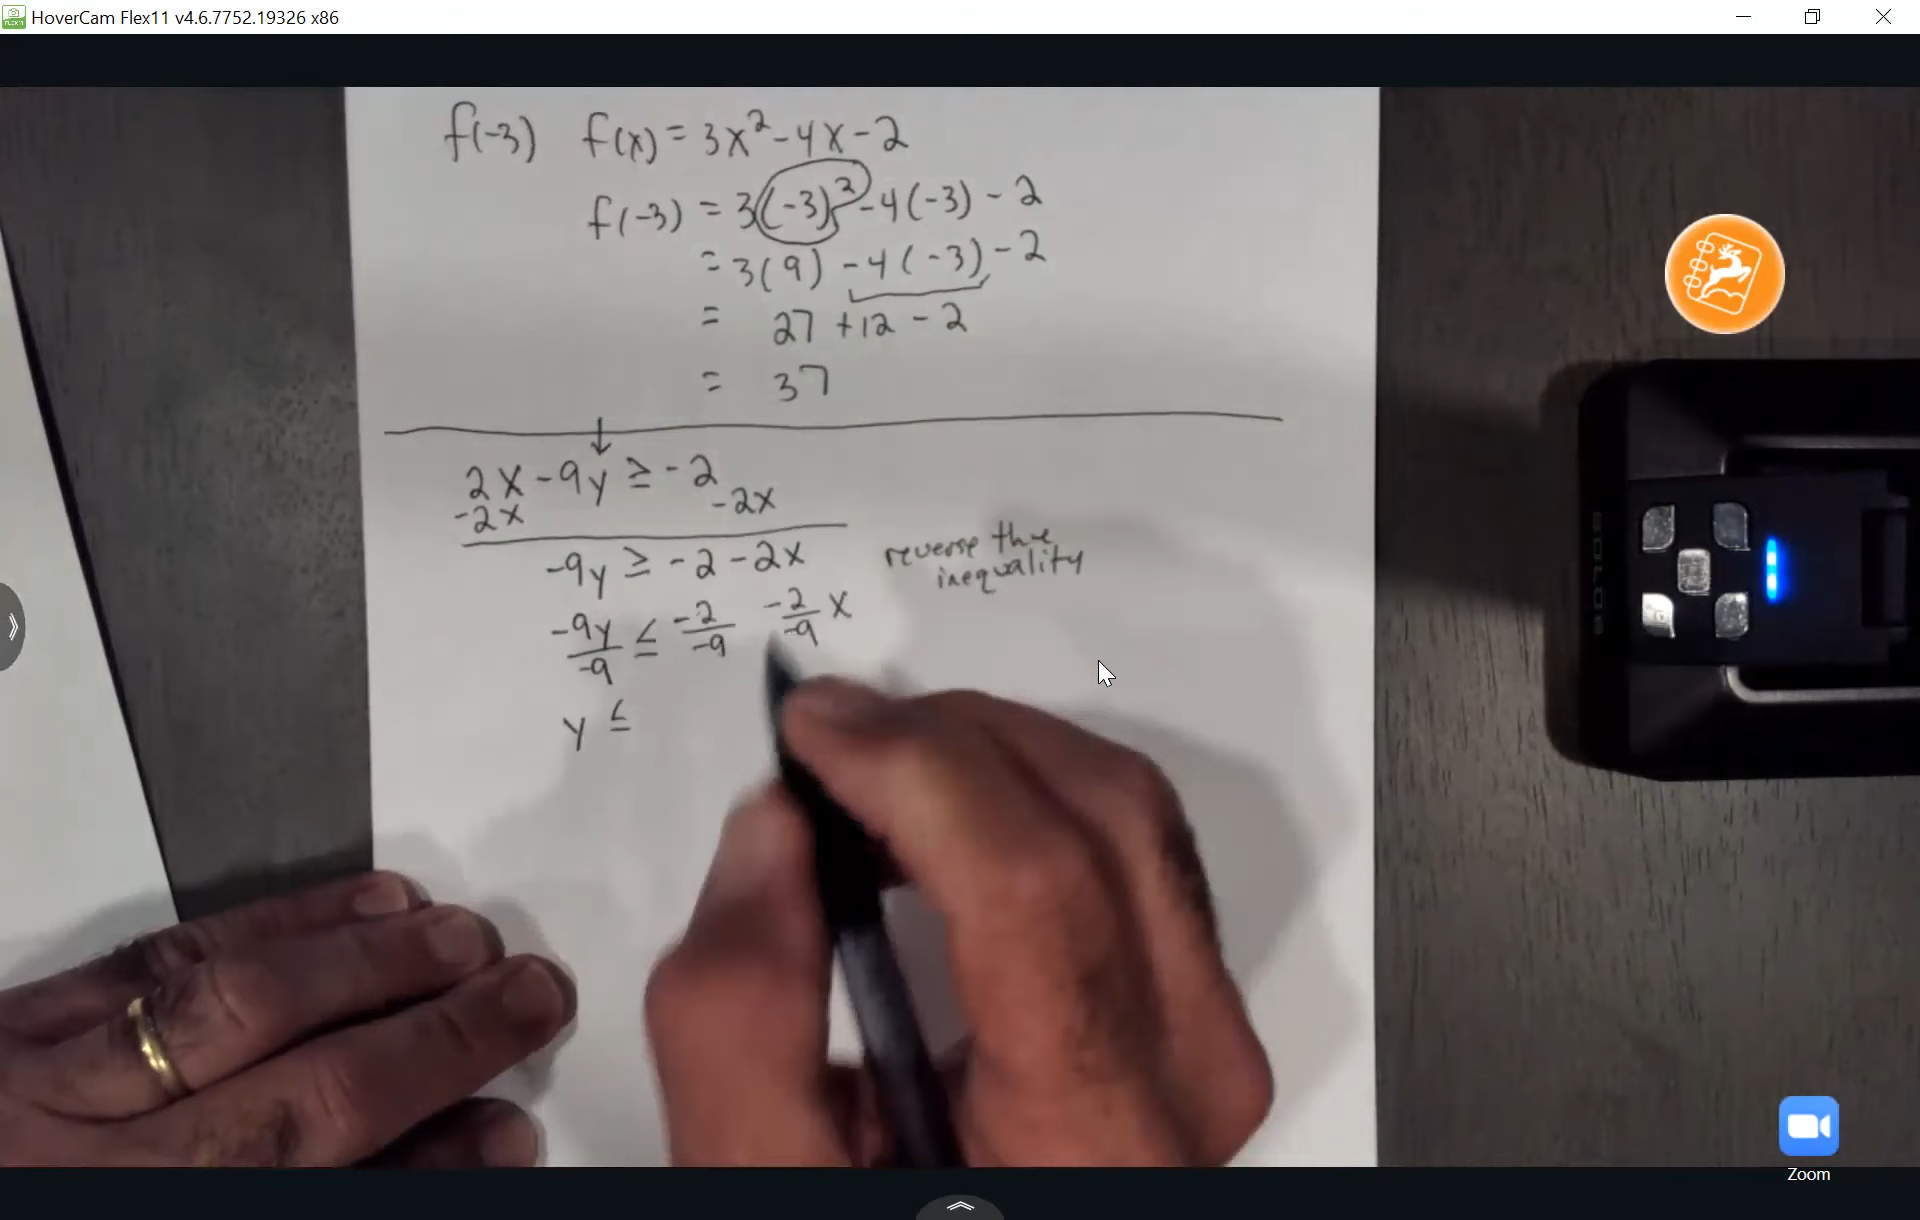 HoverCam Flex11 v4.6.7752.19326 x86
f(-3) f(x) = 3x² - 4x - 2
f(-3) = 3(-3)² - 4(-3) - 2
= 3(9) - 4(-3) - 2
= 27 + 12 - 2
= 37
2x - 9y ≥ -2
-2x -2x
-9y ≥ -2 - 2x
reverse the
inequality
-9y/-9 ≤ -2/-9 -2/-9 x
y ≤
Zoom